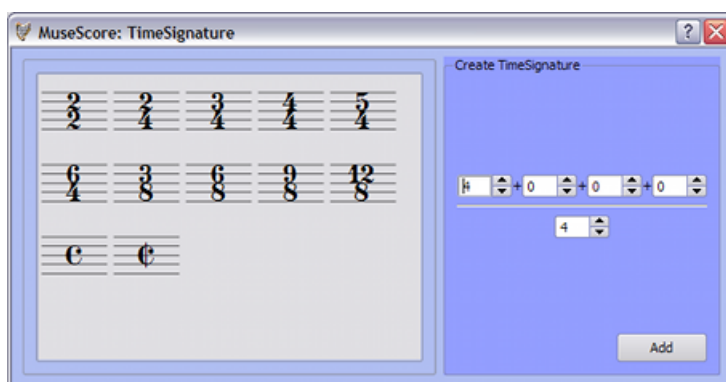 MuseScore: TimeSignature ?
Create TimeSignature
2 2 3 4 5
2 4 4 4 4
4 + 0 + 0 + 0
6 3 6 9 12
4 8 8 8 8
4
C ¢
Add